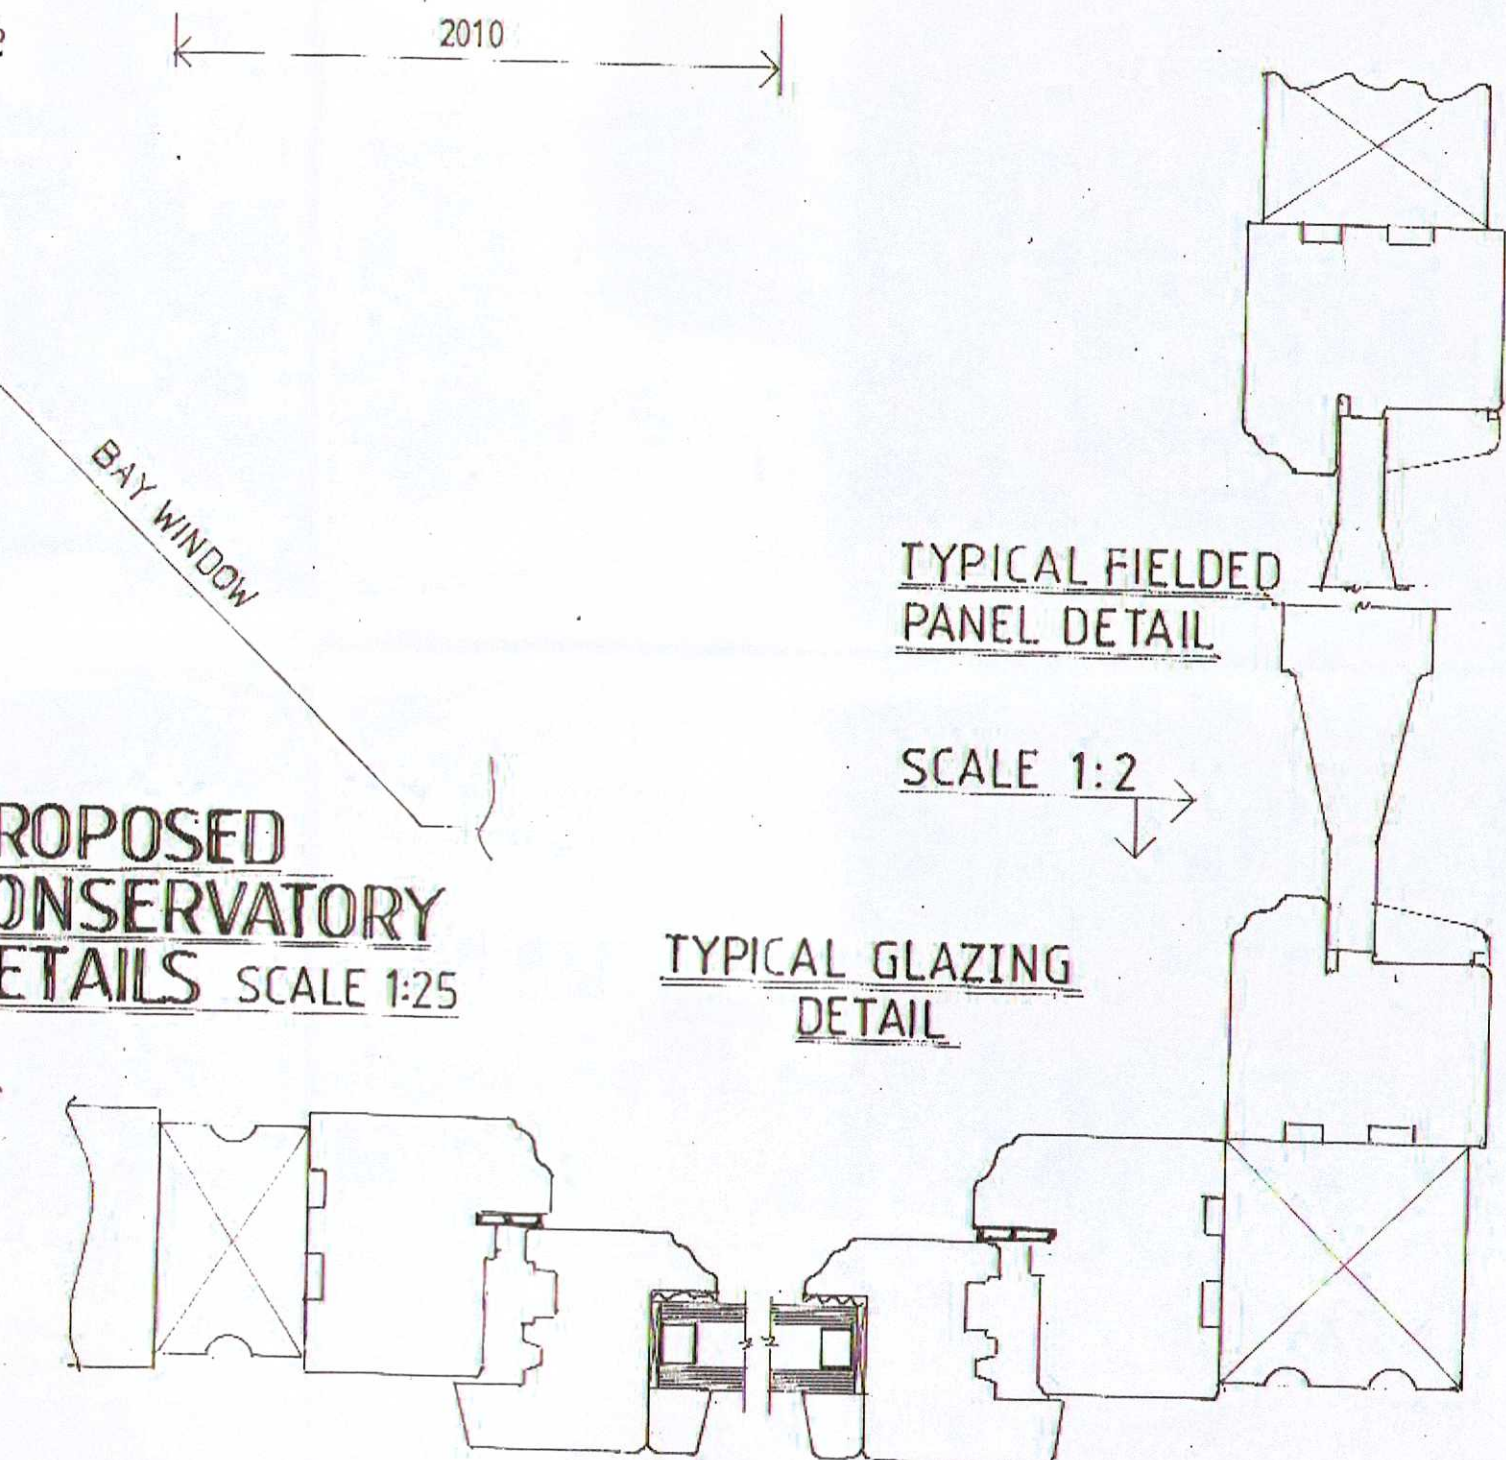 2010
BAY WINDOW
TYPICAL FIELDED
PANEL DETAIL
SCALE 1:2
ROPOSED
ONSERVATORY
ETAILS SCALE 1:25
TYPICAL GLAZING
DETAIL